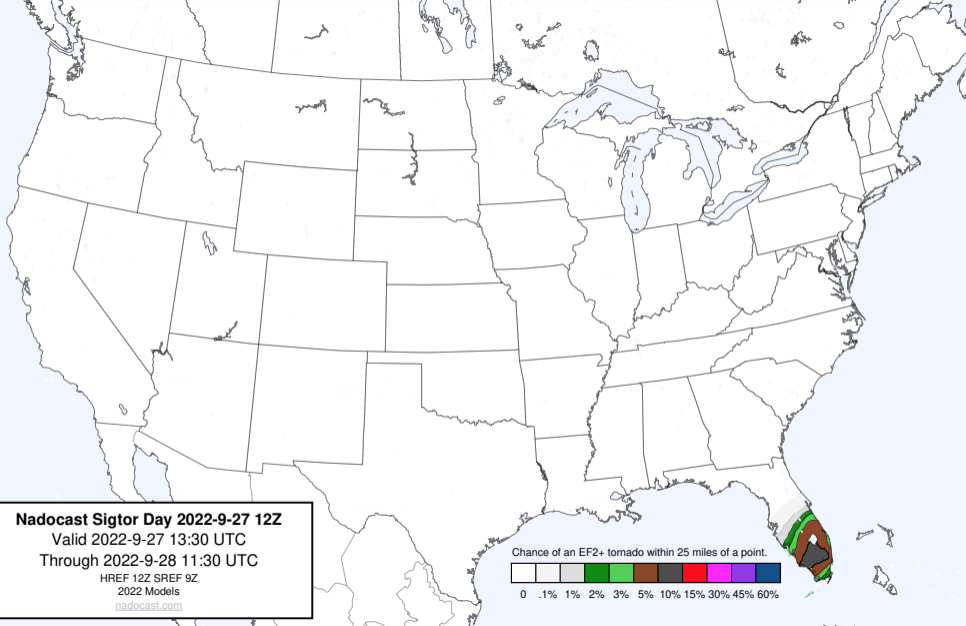 Nadocast Sigtor Day 2022-9-27 12Z
Valid 2022-9-27 13:30 UTC
Through 2022-9-28 11:30 UTC
HREF 12Z SREF 9Z
2022 Models
nadocast.com
Chance of an EF2+ tornado within 25 miles of a point.
0 .1% 1% 2% 3% 5% 10% 15% 30% 45% 60%